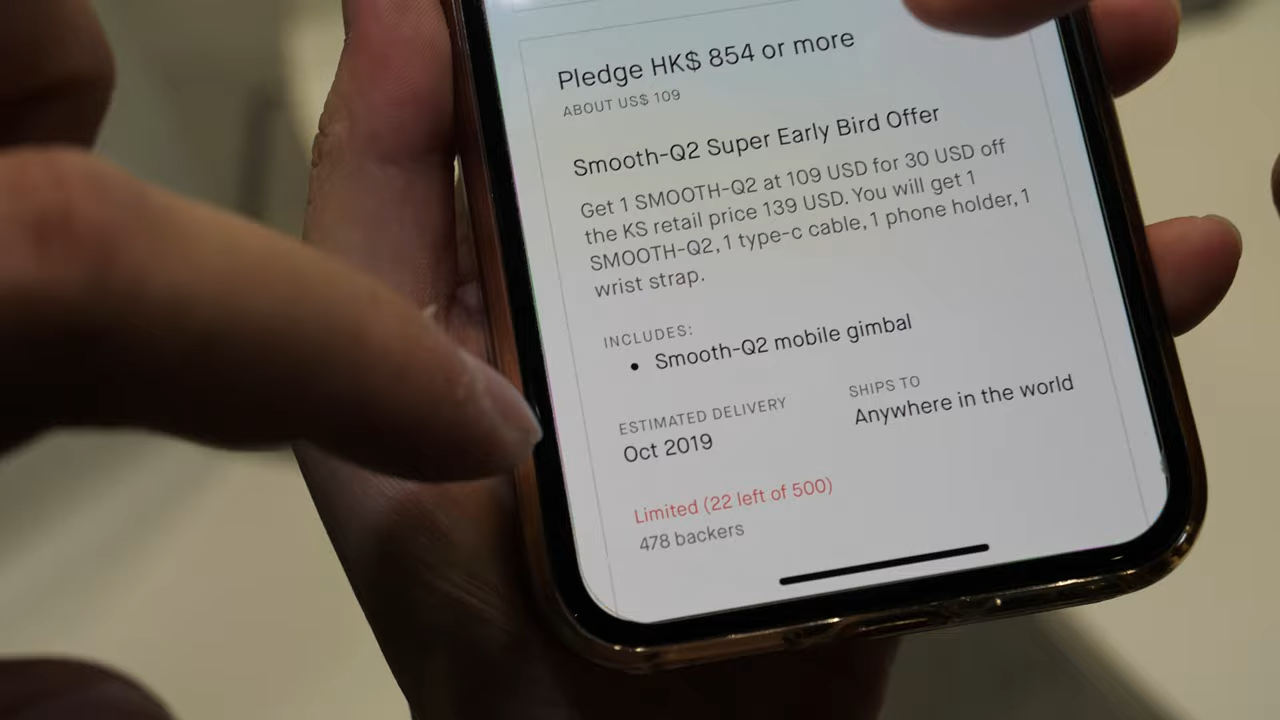 Pledge HK$ 854 or more
ABOUT US$ 109
Smooth-Q2 Super Early Bird Offer
Get 1 SMOOTH-Q2 at 109 USD for 30 USD off
the KS retail price 139 USD. You will get 1
SMOOTH-Q2, 1 type-c cable, 1 phone holder, 1
wrist strap.
INCLUDES:
• Smooth-Q2 mobile gimbal
ESTIMATED DELIVERY
Oct 2019
SHIPS TO
Anywhere in the world
Limited (22 left of 500)
478 backers